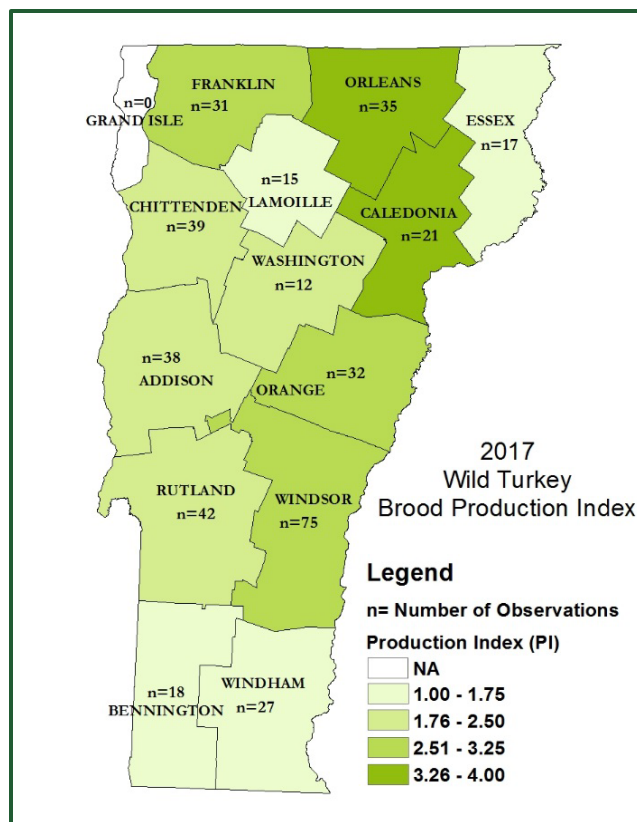 FRANKLIN
n=31
ORLEANS
n=35
n=0
GRAND ISLE
ESSEX
n=17
n=15
LAMOILLE
CHITTENDEN
n=39
CALEDONIA
n=21
WASHINGTON
n=12
n=38
ADDISON
ORANGE
n=32
RUTLAND
n=42
WINDSOR
n=75
n=18
BENNINGTON
WINDHAM
n=27
2017
Wild Turkey
Brood Production Index
Legend
n= Number of Observations
Production Index (PI)
NA
1.00 - 1.75
1.76 - 2.50
2.51 - 3.25
3.26 - 4.00